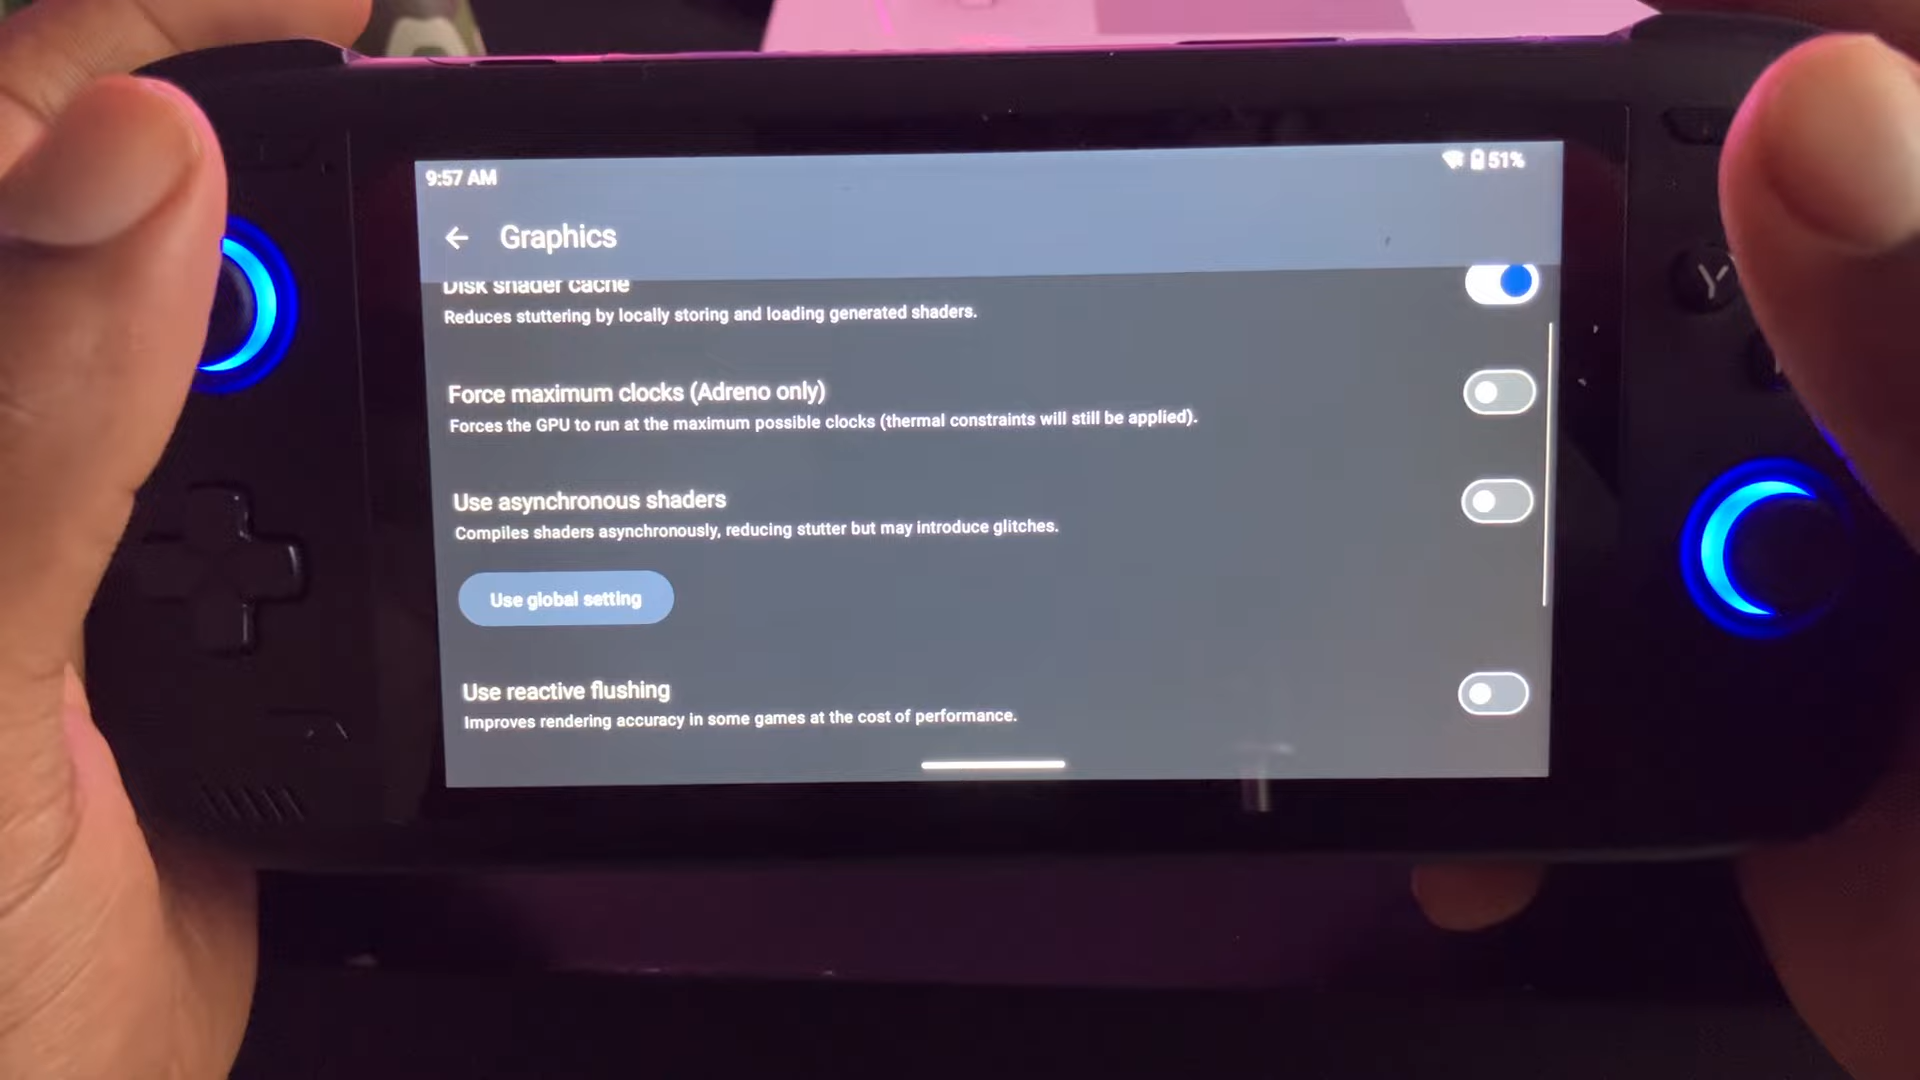 9:57 AM
51%
Graphics
Disk shader cache
Reduces stuttering by locally storing and loading generated shaders.
Force maximum clocks (Adreno only)
Forces the GPU to run at the maximum possible clocks (thermal constraints will still be applied).
Use asynchronous shaders
Compiles shaders asynchronously, reducing stutter but may introduce glitches.
Use global setting
Use reactive flushing
Improves rendering accuracy in some games at the cost of performance.
Y